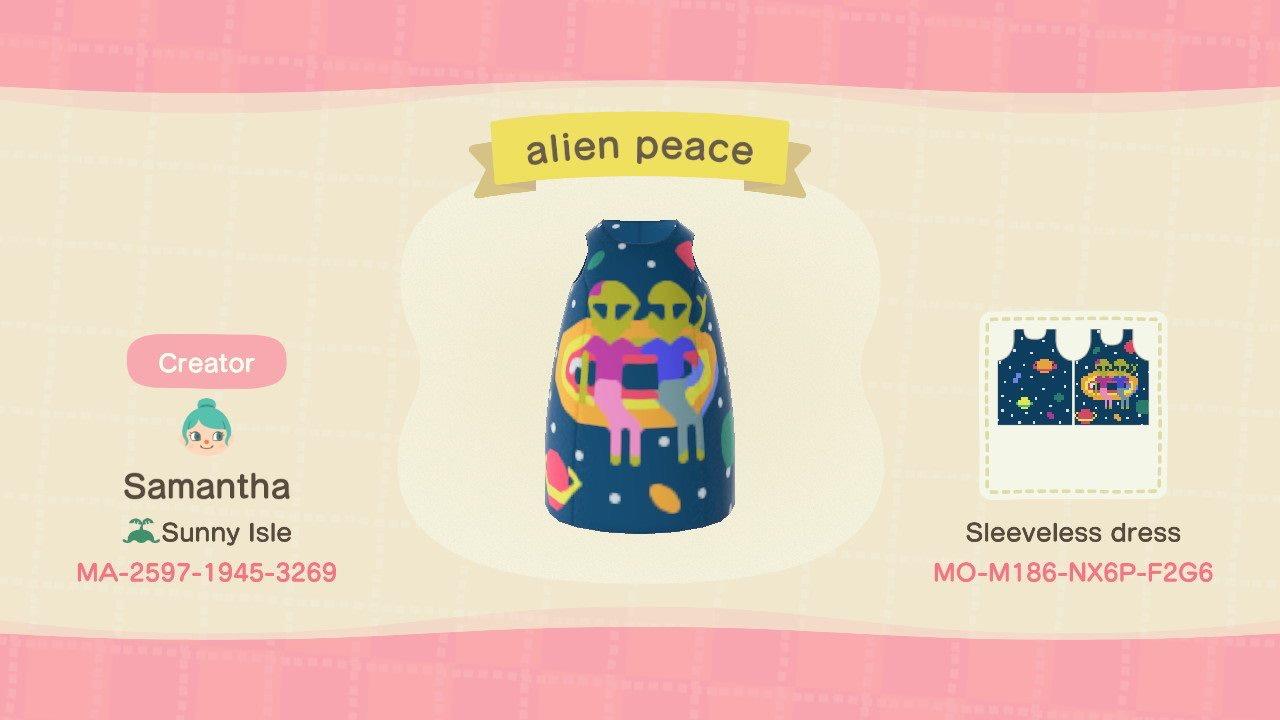 alien peace
Creator
Samantha
Sunny Isle
MA-2597-1945-3269
Sleeveless dress
MO-M186-NX6P-F2G6